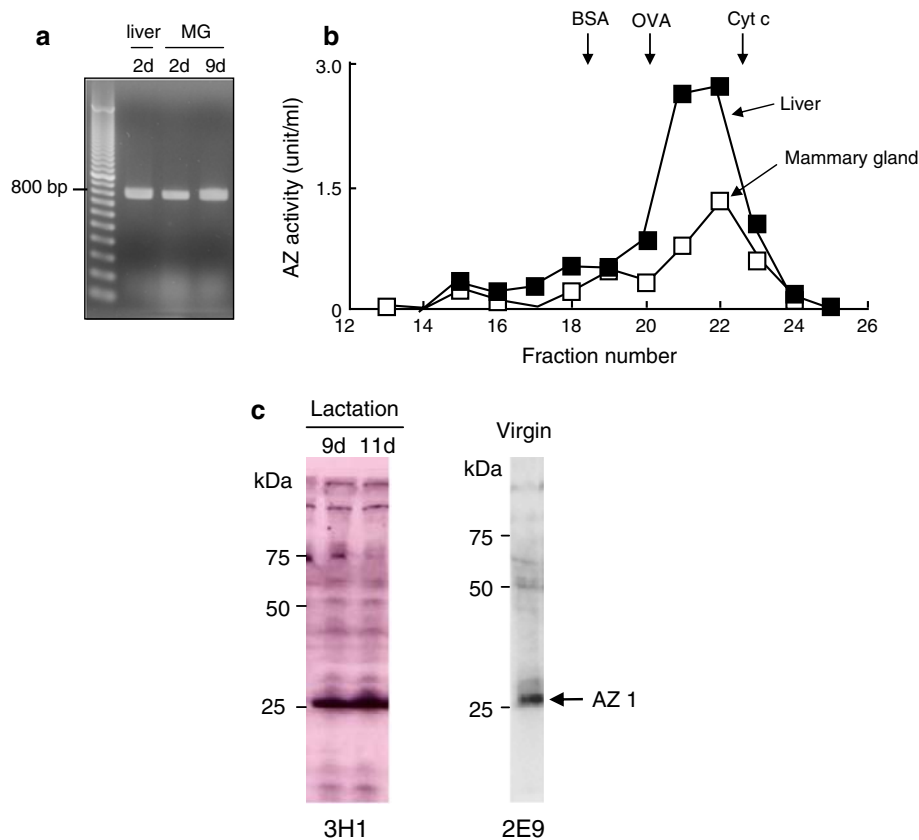 a
liver MG
2d 2d 9d
800 bp
b
BSA OVA Cyt c
AZ activity (unit/ml)
3.0
1.5
0
Liver
Mammary gland
12 14 16 18 20 22 24 26
Fraction number
c
Lactation
9d 11d
kDa
75
50
25
3H1
Virgin
kDa
75
50
25
AZ 1
2E9